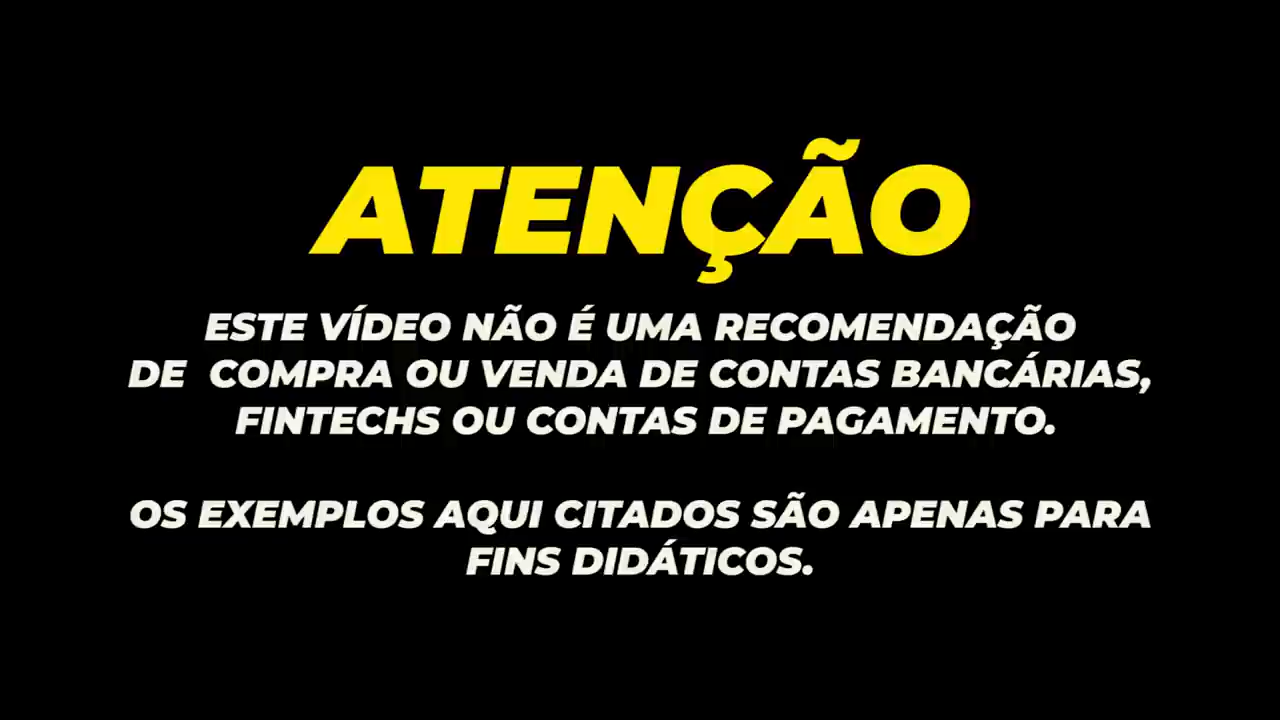 ATENÇÃO
ESTE VÍDEO NÃO É UMA RECOMENDAÇÃO
DE COMPRA OU VENDA DE CONTAS BANCÁRIAS,
FINTECHS OU CONTAS DE PAGAMENTO.
OS EXEMPLOS AQUI CITADOS SÃO APENAS PARA
FINS DIDÁTICOS.